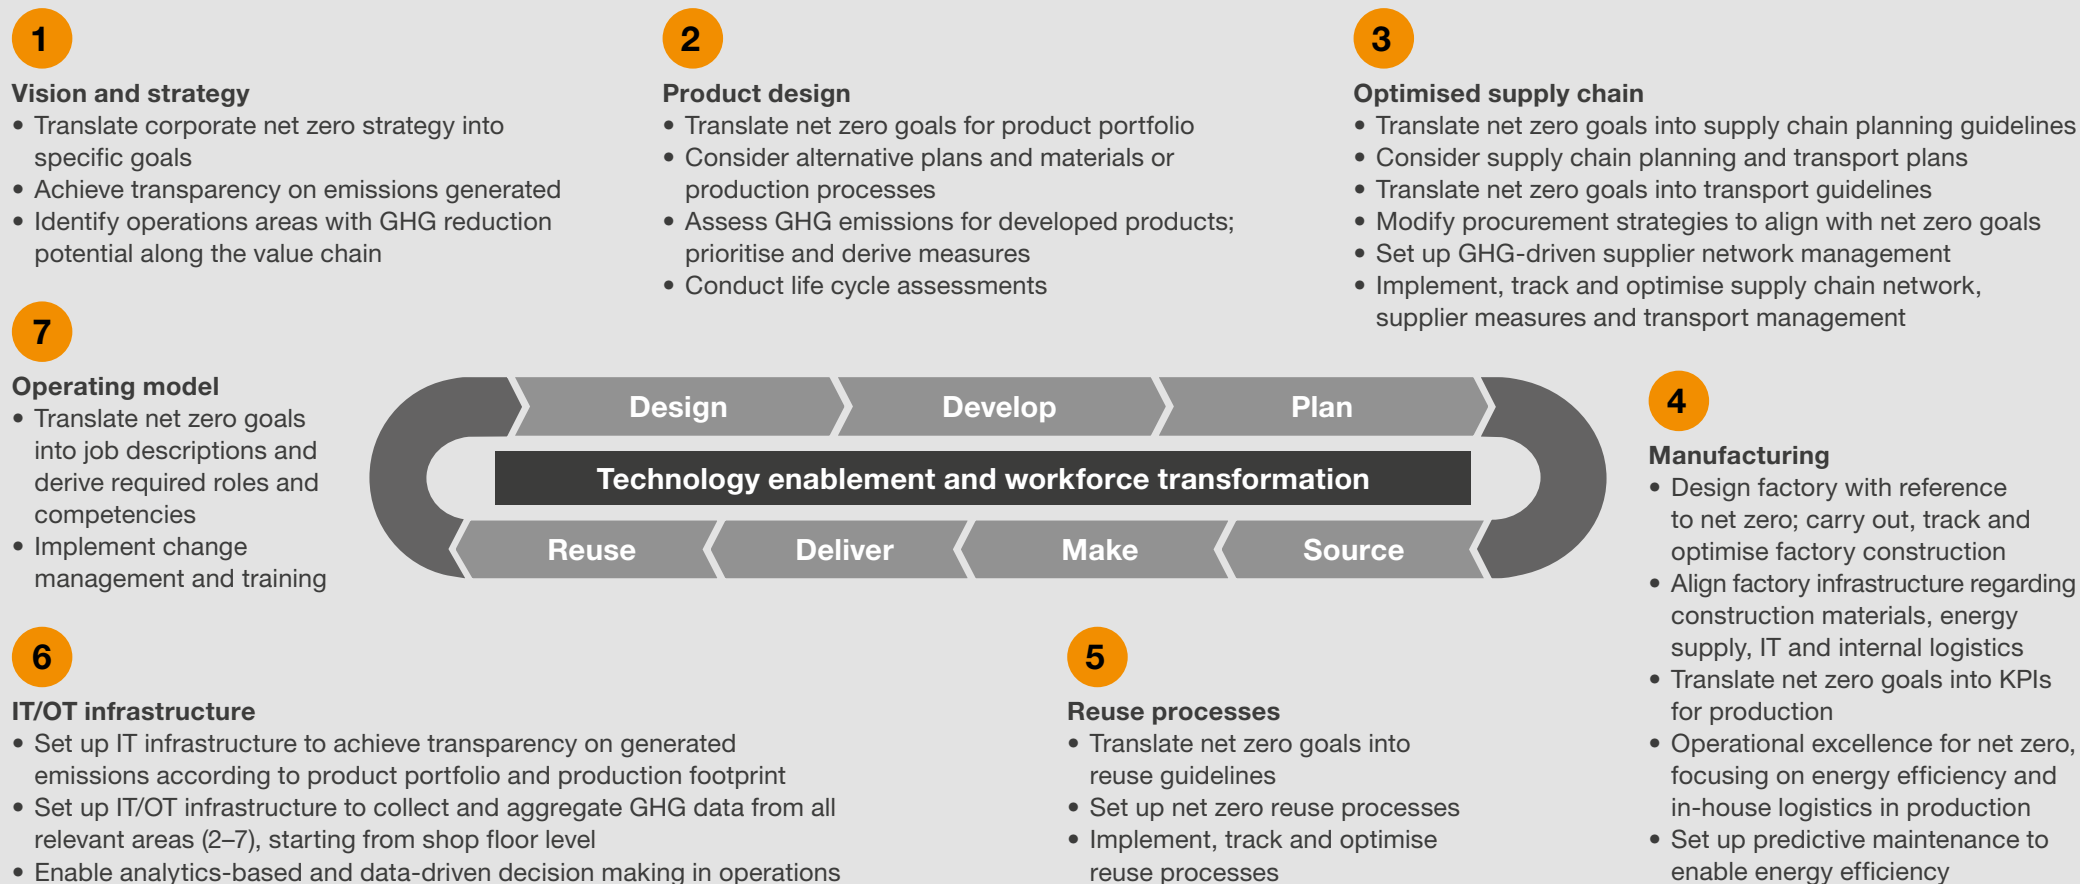 1
Vision and strategy
• Translate corporate net zero strategy into
specific goals
• Achieve transparency on emissions generated
• Identify operations areas with GHG reduction
potential along the value chain
2
Product design
• Translate net zero goals for product portfolio
• Consider alternative plans and materials or
production processes
• Assess GHG emissions for developed products;
prioritise and derive measures
• Conduct life cycle assessments
3
Optimised supply chain
• Translate net zero goals into supply chain planning guidelines
• Consider supply chain planning and transport plans
• Translate net zero goals into transport guidelines
• Modify procurement strategies to align with net zero goals
• Set up GHG-driven supplier network management
• Implement, track and optimise supply chain network,
supplier measures and transport management
7
Operating model
• Translate net zero goals
into job descriptions and
derive required roles and
competencies
• Implement change
management and training
Design
Develop
Plan
Technology enablement and workforce transformation
Reuse
Deliver
Make
Source
4
Manufacturing
• Design factory with reference
to net zero; carry out, track and
optimise factory construction
• Align factory infrastructure regarding
construction materials, energy
supply, IT and internal logistics
• Translate net zero goals into KPIs
for production
• Operational excellence for net zero,
focusing on energy efficiency and
in-house logistics in production
• Set up predictive maintenance to
enable energy efficiency
6
IT/OT infrastructure
• Set up IT infrastructure to achieve transparency on generated
emissions according to product portfolio and production footprint
• Set up IT/OT infrastructure to collect and aggregate GHG data from all
relevant areas (2–7), starting from shop floor level
• Enable analytics-based and data-driven decision making in operations
5
Reuse processes
• Translate net zero goals into
reuse guidelines
• Set up net zero reuse processes
• Implement, track and optimise
reuse processes